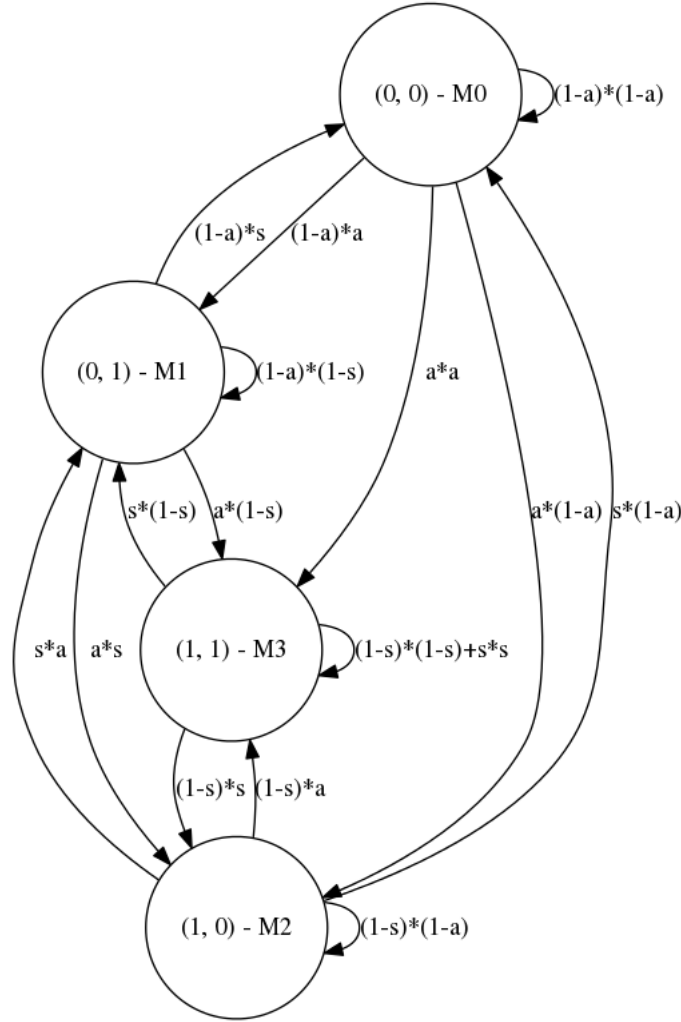 (0, 0) - M0
(1-a)*(1-a)
(1-a)*s
(1-a)*a
(0, 1) - M1
(1-a)*(1-s)
a*a
s*(1-s)
a*(1-s)
a*(1-a)
s*(1-a)
s*a
a*s
(1, 1) - M3
(1-s)*(1-s)+s*s
(1-s)*s
(1-s)*a
(1, 0) - M2
(1-s)*(1-a)